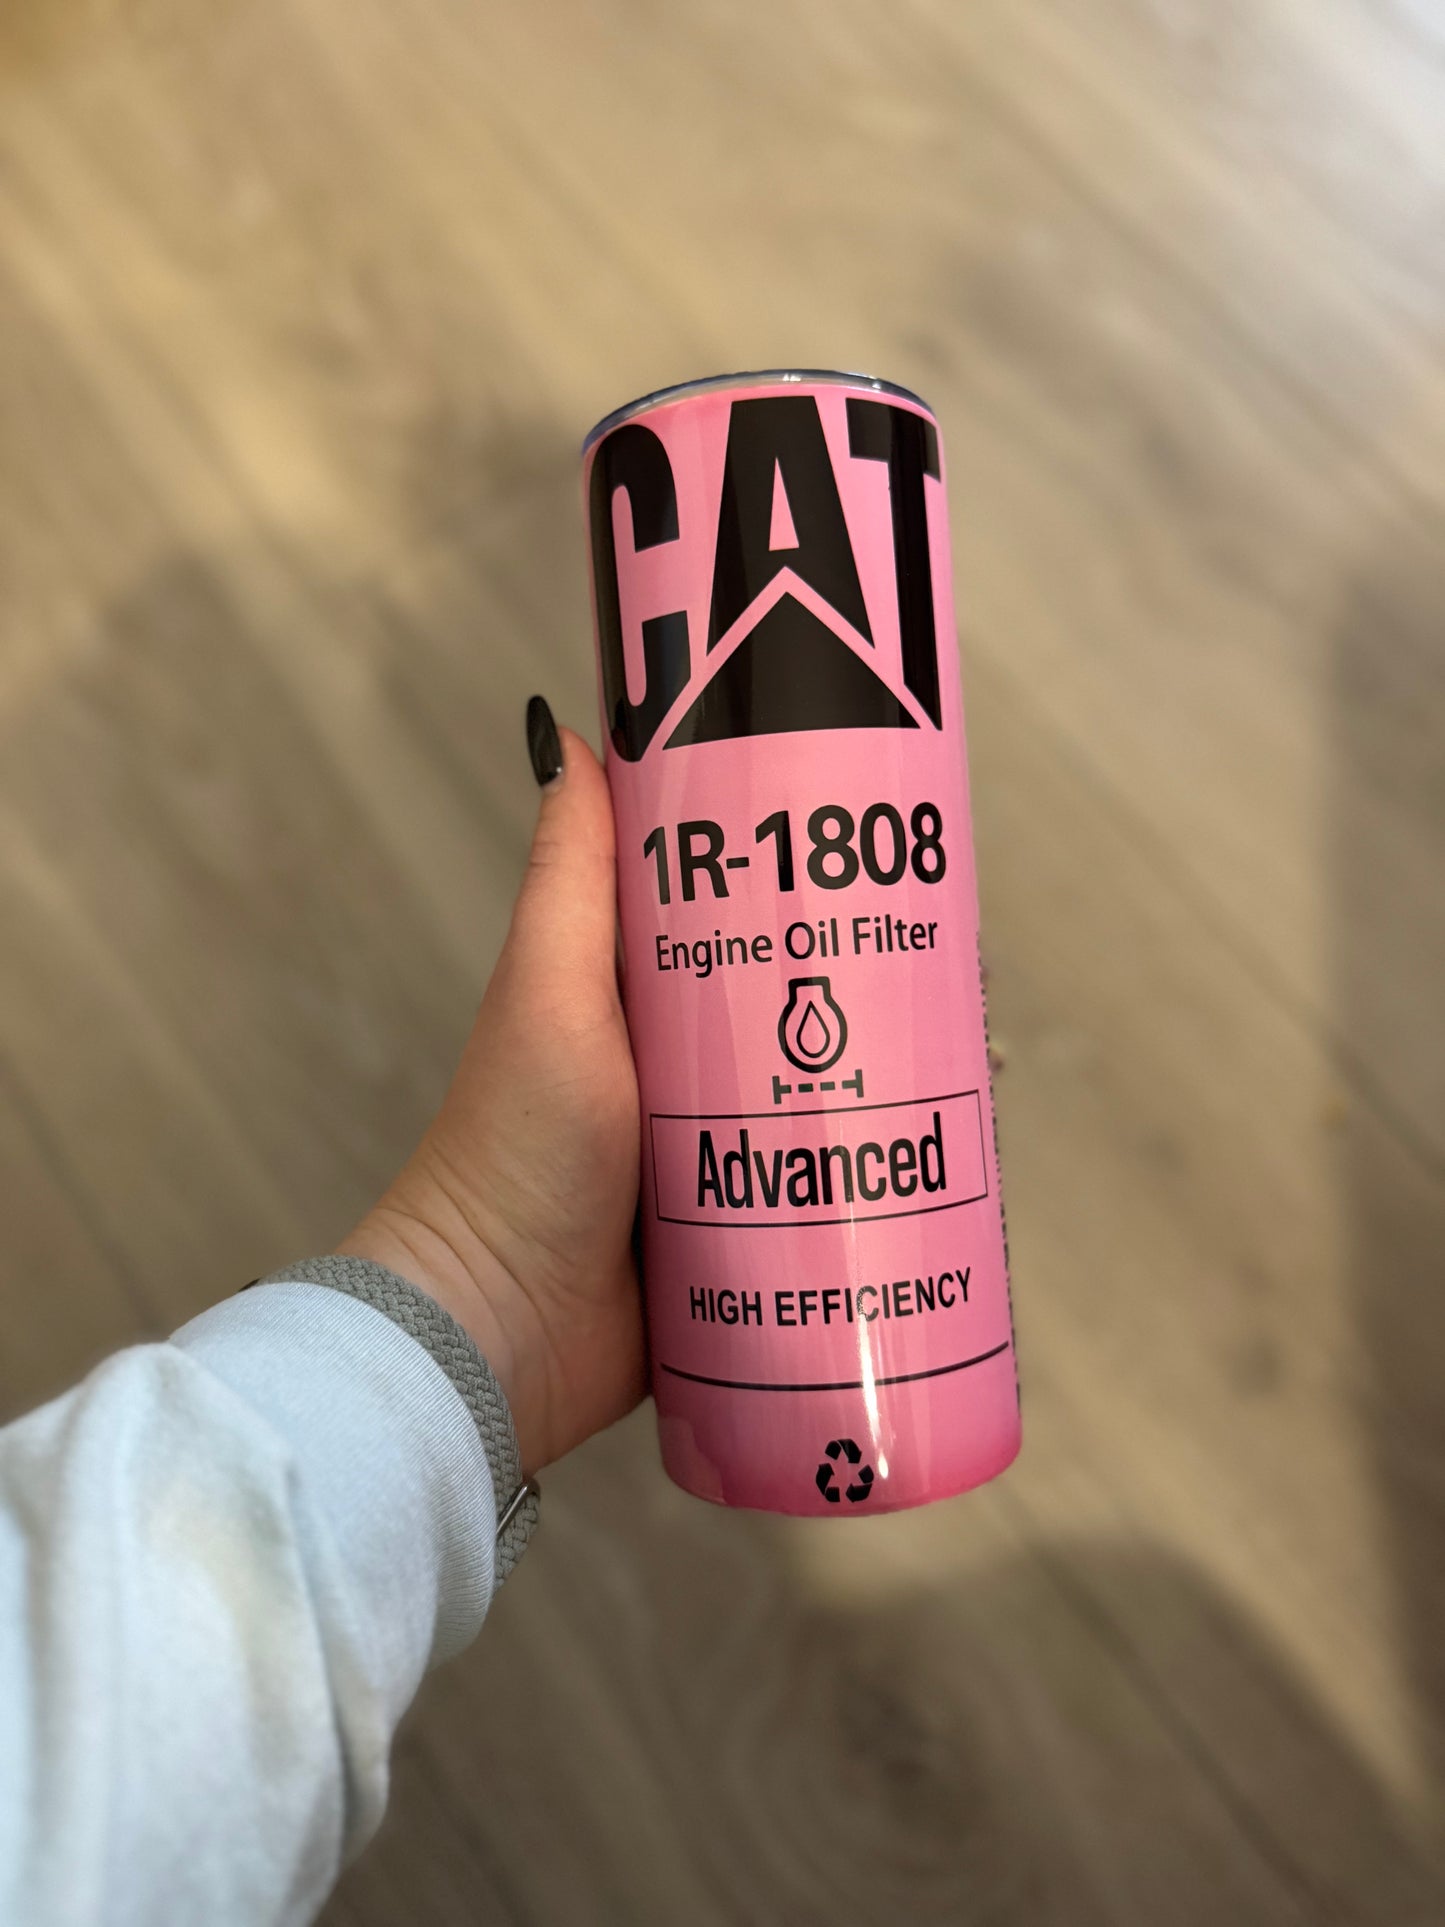 CAT
1R-1808
Engine Oil Filter
Advanced
HIGH EFFICIENCY